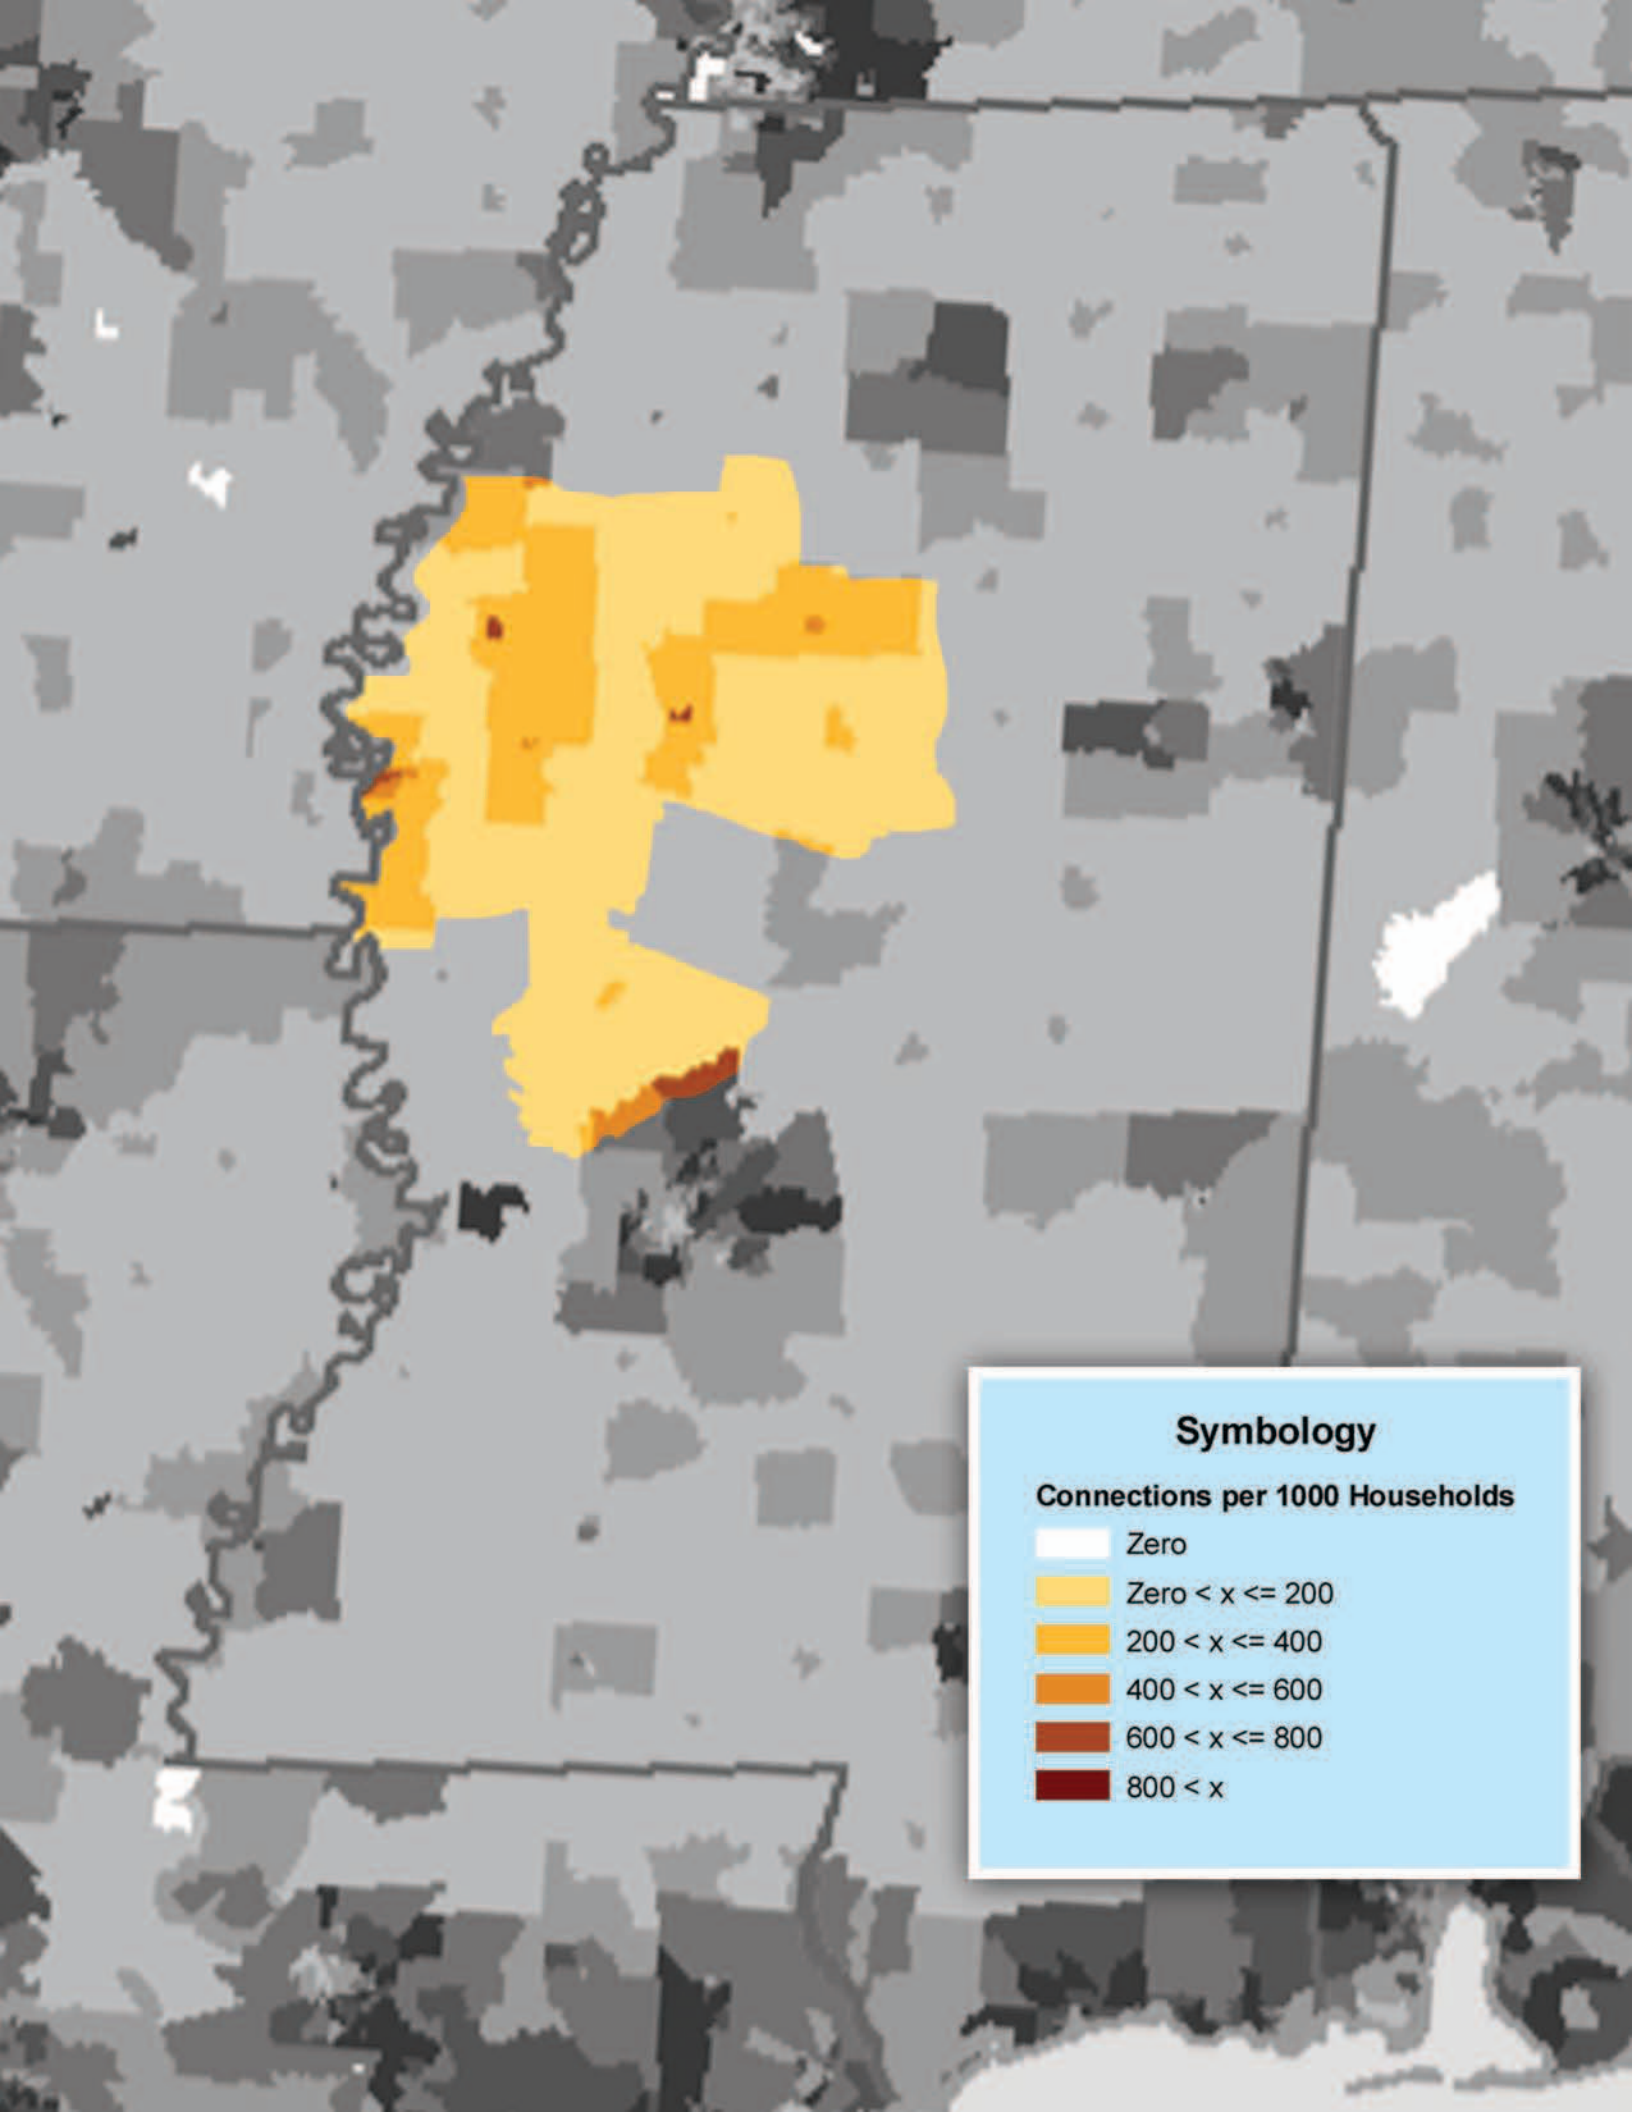 Symbology
Connections per 1000 Households
Zero
Zero < x <= 200
200 < x <= 400
400 < x <= 600
600 < x <= 800
800 < x